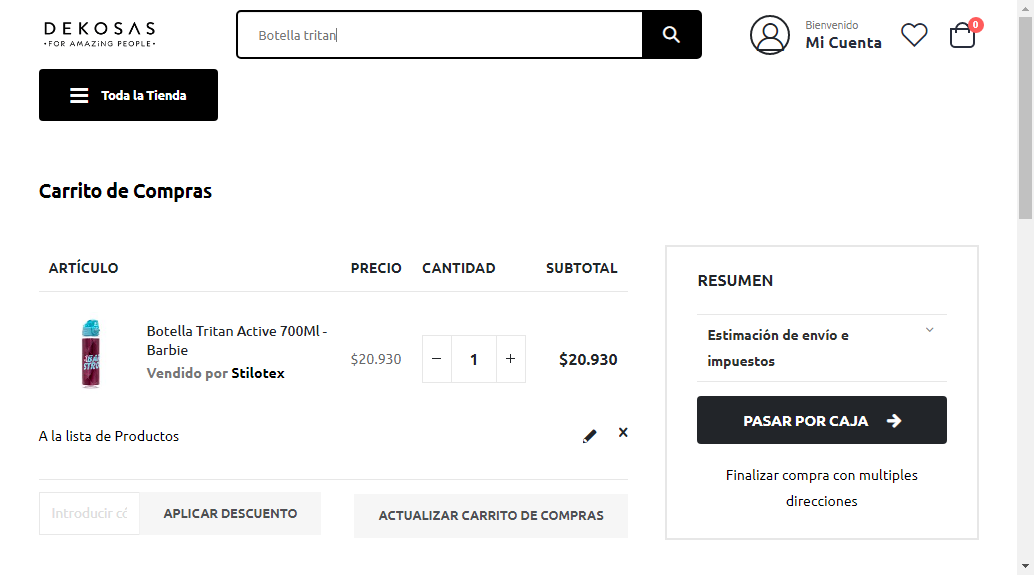 DEKOSAS
•FOR AMAZING PEOPLE•
Botella tritan
Bienvenido
Mi Cuenta
0
Toda la Tienda
Carrito de Compras
ARTÍCULO PRECIO CANTIDAD SUBTOTAL
Botella Tritan Active 700Ml -
Barbie
Vendido por Stilotex
$20.930 − 1 + $20.930
A la lista de Productos
Introducir có
APLICAR DESCUENTO
ACTUALIZAR CARRITO DE COMPRAS
RESUMEN
Estimación de envío e
impuestos
PASAR POR CAJA
Finalizar compra con multiples
direcciones